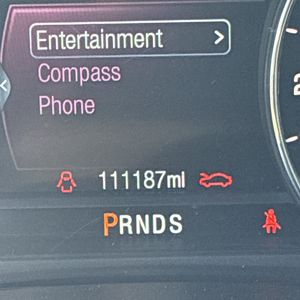 Entertainment >
Compass
Phone
111187ml
PRNDS